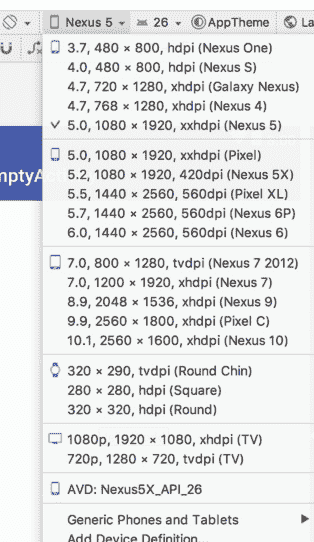 Nexus 5 26 AppTheme La
3.7, 480 × 800, hdpi (Nexus One)
4.0, 480 × 800, hdpi (Nexus S)
4.7, 720 × 1280, xhdpi (Galaxy Nexus)
4.7, 768 × 1280, xhdpi (Nexus 4)
5.0, 1080 × 1920, xxhdpi (Nexus 5)
5.0, 1080 × 1920, xxhdpi (Pixel)
mptyAc
5.2, 1080 × 1920, 420dpi (Nexus 5X)
5.5, 1440 × 2560, 560dpi (Pixel XL)
5.7, 1440 × 2560, 560dpi (Nexus 6P)
6.0, 1440 × 2560, 560dpi (Nexus 6)
7.0, 800 × 1280, tvdpi (Nexus 7 2012)
7.0, 1200 × 1920, xhdpi (Nexus 7)
8.9, 2048 × 1536, xhdpi (Nexus 9)
9.9, 2560 × 1800, xhdpi (Pixel C)
10.1, 2560 × 1600, xhdpi (Nexus 10)
320 × 290, tvdpi (Round Chin)
280 × 280, hdpi (Square)
320 × 320, hdpi (Round)
1080p, 1920 × 1080, xhdpi (TV)
720p, 1280 × 720, tvdpi (TV)
AVD: Nexus5X_API_26
Generic Phones and Tablets
Add Device Definition...